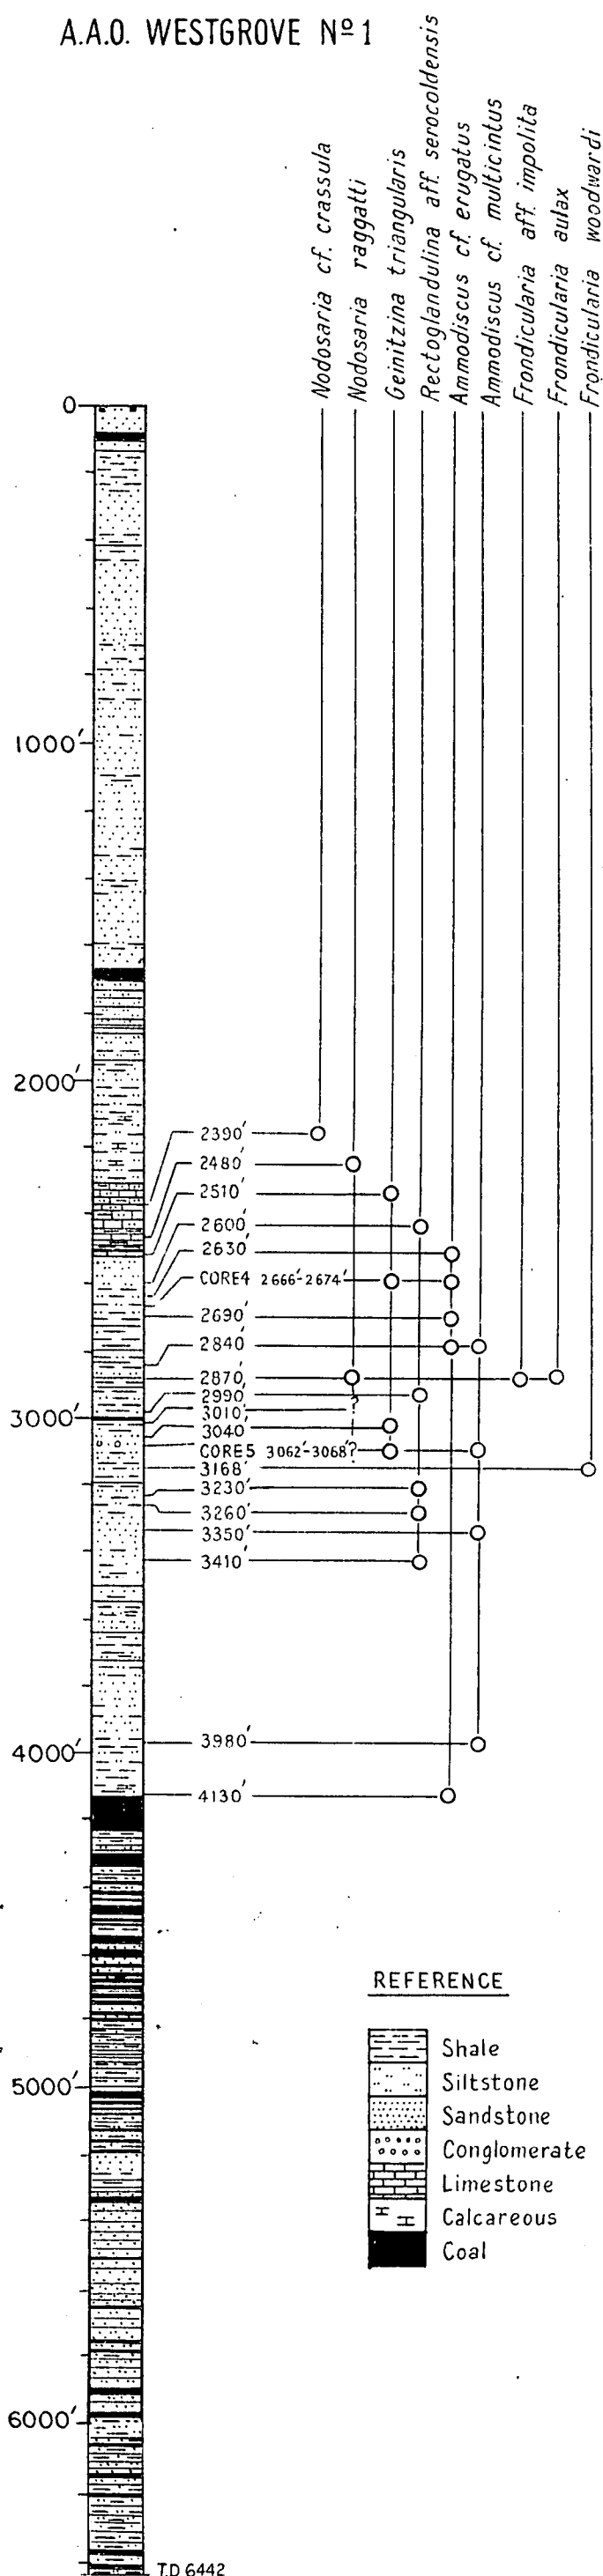 A.A.O. WESTGROVE Nº 1
Nodosaria cf. crassula
Nodosaria raggatti
Geinitzina triangularis
Rectoglandulina aff. serocoldensis
Ammodiscus cf. erugatus
Ammodiscus cf. multicintus
Frondicularia aff. impolita
Frondicularia aulax
Frondicularia woodwardi
0
1000'
2000'
2390'
2480'
2510'
2600'
2630'
CORE4 2666'-2674'
2690'
2840'
2870'
2990'
3000'
3010' ?
3040'
CORE5 3062'-3068' ?
3168'
3230'
3260'
3350'
3410'
3980'
4000'
4130'
REFERENCE
Shale
Siltstone
Sandstone
Conglomerate
Limestone
Calcareous
Coal
5000'
6000'
T.D 6442